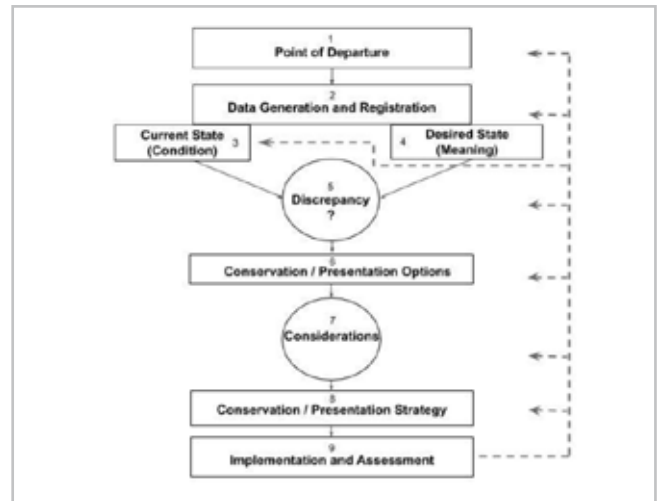 1
Point of Departure
2
Data Generation and Registration
Current State
(Condition)
3
4
Desired State
(Meaning)
5
Discrepancy
?
6
Conservation / Presentation Options
7
Considerations
8
Conservation / Presentation Strategy
9
Implementation and Assessment